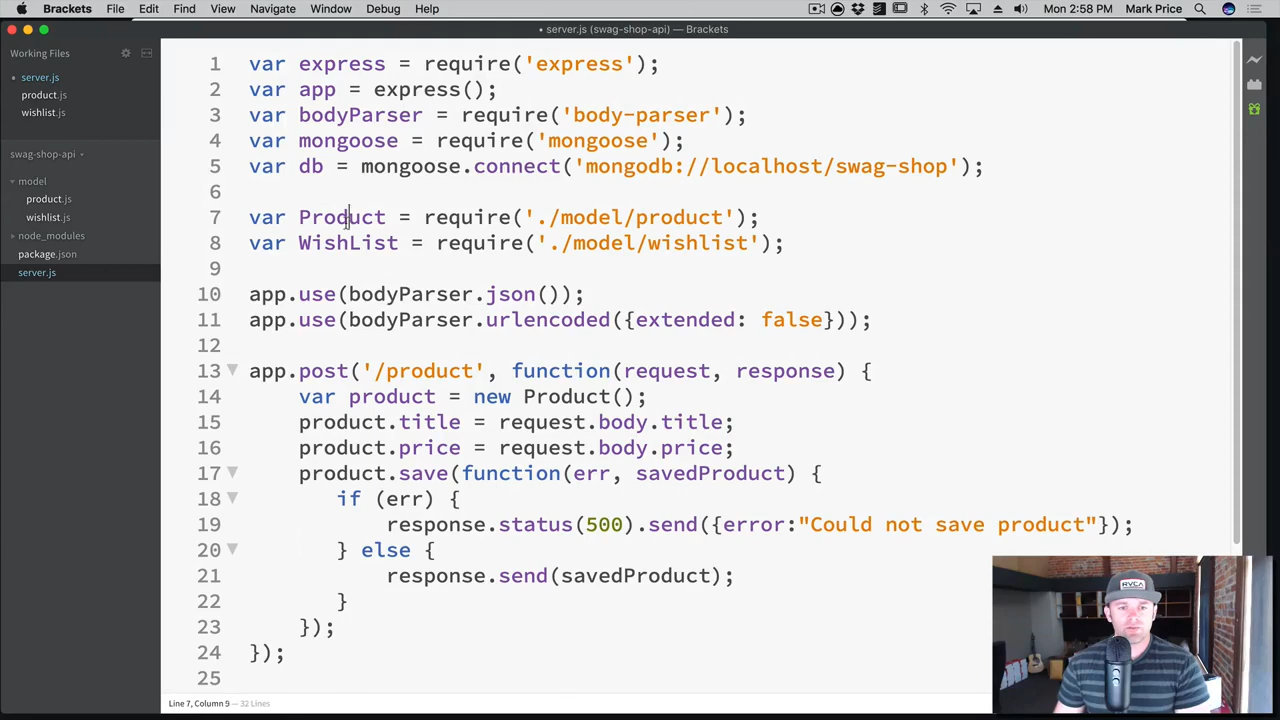 Brackets File Edit Find View Navigate Window Debug Help
Mon 2:58 PM Mark Price
• server.js (swag-shop-api) — Brackets
Working Files
• server.js
product.js
wishlist.js
swag-shop-api
model
product.js
wishlist.js
node_modules
package.json
server.js
1 var express = require('express');
2 var app = express();
3 var bodyParser = require('body-parser');
4 var mongoose = require('mongoose');
5 var db = mongoose.connect('mongodb://localhost/swag-shop');
6
7 var Product = require('./model/product');
8 var WishList = require('./model/wishlist');
9
10 app.use(bodyParser.json());
11 app.use(bodyParser.urlencoded({extended: false}));
12
13 app.post('/product', function(request, response) {
14 var product = new Product();
15 product.title = request.body.title;
16 product.price = request.body.price;
17 product.save(function(err, savedProduct) {
18 if (err) {
19 response.status(500).send({error:"Could not save product"});
20 } else {
21 response.send(savedProduct);
22 }
23 });
24 });
25
Line 7, Column 9 — 32 Lines
RVCA